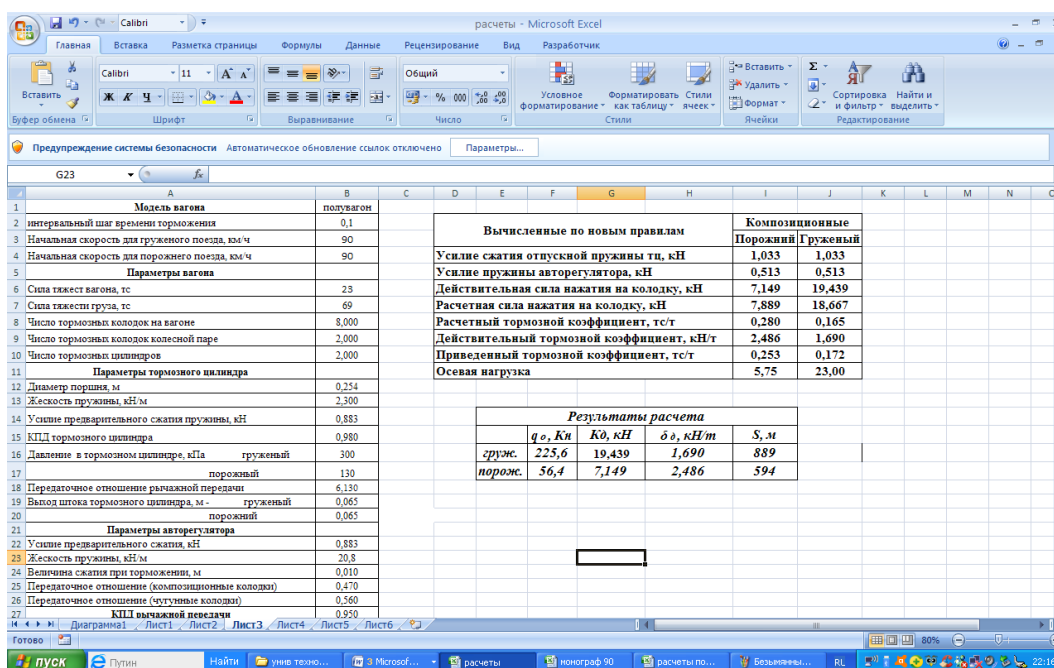 Calibri
расчеты - Microsoft Excel
Главная Вставка Разметка страницы Формулы Данные Рецензирование Вид Разработчик
Вставить
Calibri 11
Ж К Ч
Общий
% 000
Условное форматирование
Форматировать как таблицу
Стили ячеек
Вставить
Удалить
Формат
Σ
Сортировка и фильтр
Найти и выделить
Буфер обмена Шрифт Выравнивание Число Стили Ячейки Редактирование
Предупреждение системы безопасности Автоматическое обновление ссылок отключено Параметры...
G23 fx
A B C D E F G H I J K L M N
1 Модель вагона полувагон
2 интервальный шаг времени торможения 0,1
3 Начальная скорость для груженого поезда, км/ч 90
4 Начальная скорость для порожнего поезда, км/ч 90
5 Параметры вагона
6 Сила тяжест вагона, тс 23
7 Сила тяжести груза, тс 69
8 Число тормозных колодок на вагоне 8,000
9 Число тормозных колодок колесной паре 2,000
10 Число тормозных цилиндров 2,000
11 Параметры тормозного цилиндра
12 Диаметр поршня, м 0,254
13 Жескость пружины, кН/м 2,300
14 Усилие предварительного сжатия пружины, кН 0,883
15 КПД тормозного цилиндра 0,980
16 Давление в тормозном цилиндре, кПа груженый 300
17 порожный 130
18 Передаточное отношение рычажной передачи 6,130
19 Выход штока тормозного цилиндра, м - груженый 0,065
20 порожний 0,065
21 Параметры авторегулятора
22 Усилие предварительного сжатия, кН 0,883
23 Жескость пружины, кН/м 20,8
24 Величина сжатия при торможении, м 0,010
25 Передаточное отношение (композиционные колодки) 0,470
26 Передаточное отношение (чугунные колодки) 0,560
27 КПД рычажной передачи 0,950
Вычисленные по новым правилам Композиционные
Порожний Груженый
Усилие сжатия отпускной пружины тц, кН 1,033 1,033
Усилие пружины авторегулятора, кН 0,513 0,513
Действительная сила нажатия на колодку, кН 7,149 19,439
Расчетная сила нажатия на колодку, кН 7,889 18,667
Расчетный тормозной коэффициент, тс/т 0,280 0,165
Действительный тормозной коэффициент, кН/т 2,486 1,690
Приведенный тормозной коэффициент, тс/т 0,253 0,172
Осевая нагрузка 5,75 23,00
Результаты расчета
q о, Кн Кд, кН δ д, кН/т S, м
груж. 225,6 19,439 1,690 889
порож. 56,4 7,149 2,486 594
Диаграмма1 Лист1 Лист2 Лист3 Лист4 Лист5 Лист6
Готово 80%
пуск Путин Найти унив техно... 3 Microsof... расчеты нонограф 90 расчеты по... Безымянны... RL 22:16